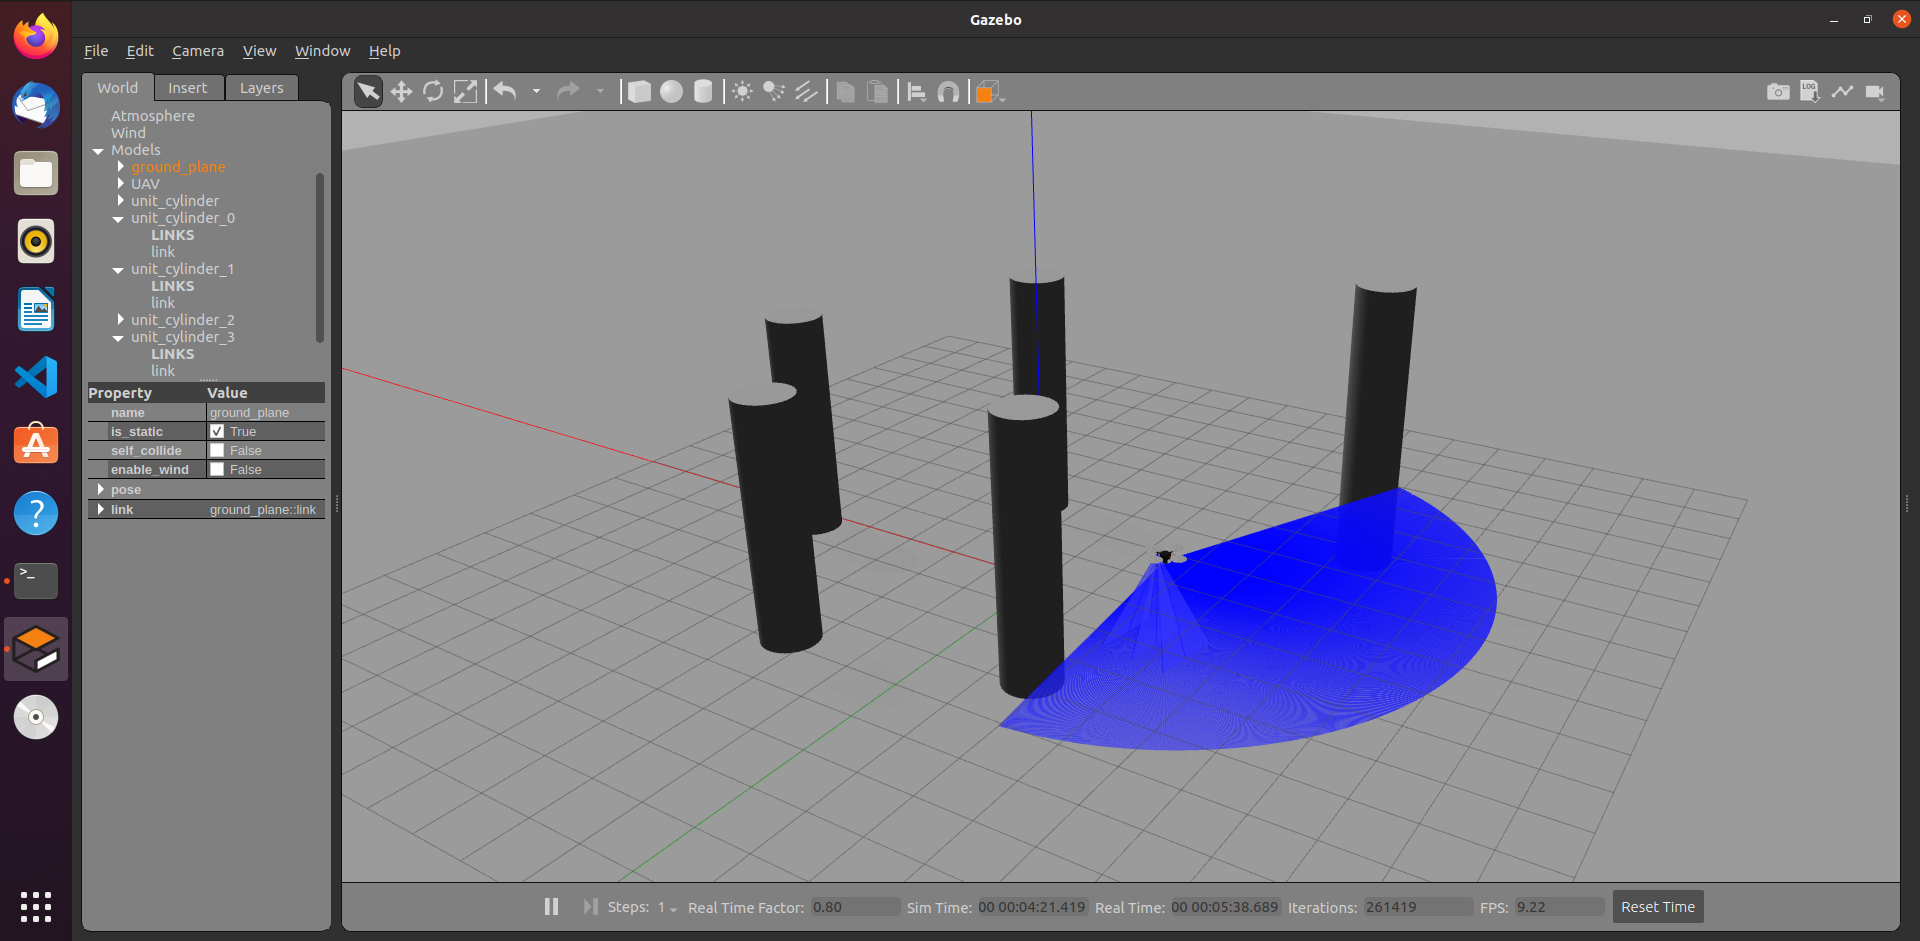 Gazebo
File Edit Camera View Window Help
World Insert Layers
Atmosphere
Wind
Models
ground_plane
UAV
unit_cylinder
unit_cylinder_0
LINKS
link
unit_cylinder_1
LINKS
link
unit_cylinder_2
unit_cylinder_3
LINKS
link
Property Value
name ground_plane
is_static True
self_collide False
enable_wind False
pose
link ground_plane::link
LOG
>_
?
Steps: 1 Real Time Factor: 0.80 Sim Time: 00 00:04:21.419 Real Time: 00 00:05:38.689 Iterations: 261419 FPS: 9.22 Reset Time